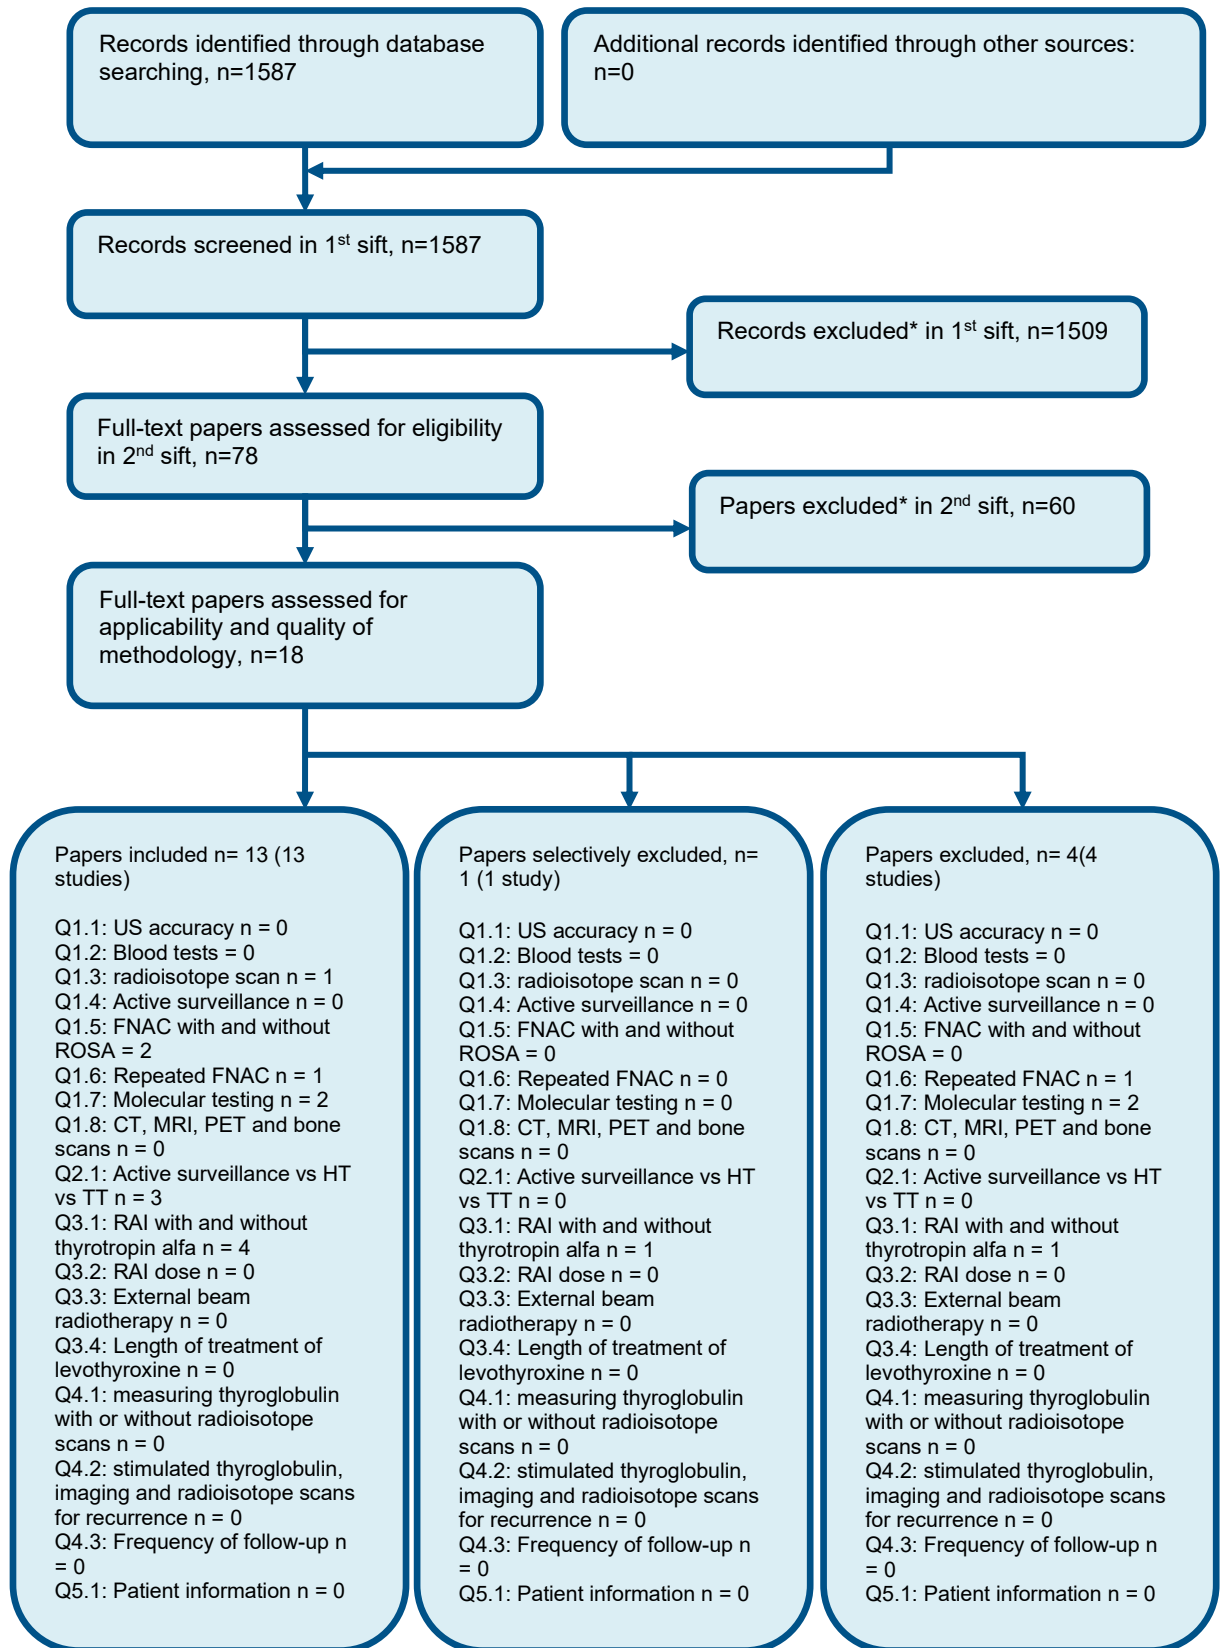 Records identified through database
searching, n=1587
Additional records identified through other sources:
n=0
Records screened in 1st sift, n=1587
Records excluded* in 1st sift, n=1509
Full-text papers assessed for eligibility
in 2nd sift, n=78
Papers excluded* in 2nd sift, n=60
Full-text papers assessed for
applicability and quality of
methodology, n=18
Papers included n= 13 (13
studies)
Q1.1: US accuracy n = 0
Q1.2: Blood tests = 0
Q1.3: radioisotope scan n = 1
Q1.4: Active surveillance n = 0
Q1.5: FNAC with and without
ROSA = 2
Q1.6: Repeated FNAC n = 1
Q1.7: Molecular testing n = 2
Q1.8: CT, MRI, PET and bone
scans n = 0
Q2.1: Active surveillance vs HT
vs TT n = 3
Q3.1: RAI with and without
thyrotropin alfa n = 4
Q3.2: RAI dose n = 0
Q3.3: External beam
radiotherapy n = 0
Q3.4: Length of treatment of
levothyroxine n = 0
Q4.1: measuring thyroglobulin
with or without radioisotope
scans n = 0
Q4.2: stimulated thyroglobulin,
imaging and radioisotope scans
for recurrence n = 0
Q4.3: Frequency of follow-up n
= 0
Q5.1: Patient information n = 0
Papers selectively excluded, n=
1 (1 study)
Q1.1: US accuracy n = 0
Q1.2: Blood tests = 0
Q1.3: radioisotope scan n = 0
Q1.4: Active surveillance n = 0
Q1.5: FNAC with and without
ROSA = 0
Q1.6: Repeated FNAC n = 0
Q1.7: Molecular testing n = 0
Q1.8: CT, MRI, PET and bone
scans n = 0
Q2.1: Active surveillance vs HT
vs TT n = 0
Q3.1: RAI with and without
thyrotropin alfa n = 1
Q3.2: RAI dose n = 0
Q3.3: External beam
radiotherapy n = 0
Q3.4: Length of treatment of
levothyroxine n = 0
Q4.1: measuring thyroglobulin
with or without radioisotope
scans n = 0
Q4.2: stimulated thyroglobulin,
imaging and radioisotope scans
for recurrence n = 0
Q4.3: Frequency of follow-up n
= 0
Q5.1: Patient information n = 0
Papers excluded, n= 4(4
studies)
Q1.1: US accuracy n = 0
Q1.2: Blood tests = 0
Q1.3: radioisotope scan n = 0
Q1.4: Active surveillance n = 0
Q1.5: FNAC with and without
ROSA = 0
Q1.6: Repeated FNAC n = 1
Q1.7: Molecular testing n = 2
Q1.8: CT, MRI, PET and bone
scans n = 0
Q2.1: Active surveillance vs HT
vs TT n = 0
Q3.1: RAI with and without
thyrotropin alfa n = 1
Q3.2: RAI dose n = 0
Q3.3: External beam
radiotherapy n = 0
Q3.4: Length of treatment of
levothyroxine n = 0
Q4.1: measuring thyroglobulin
with or without radioisotope
scans n = 0
Q4.2: stimulated thyroglobulin,
imaging and radioisotope scans
for recurrence n = 0
Q4.3: Frequency of follow-up n
= 0
Q5.1: Patient information n = 0